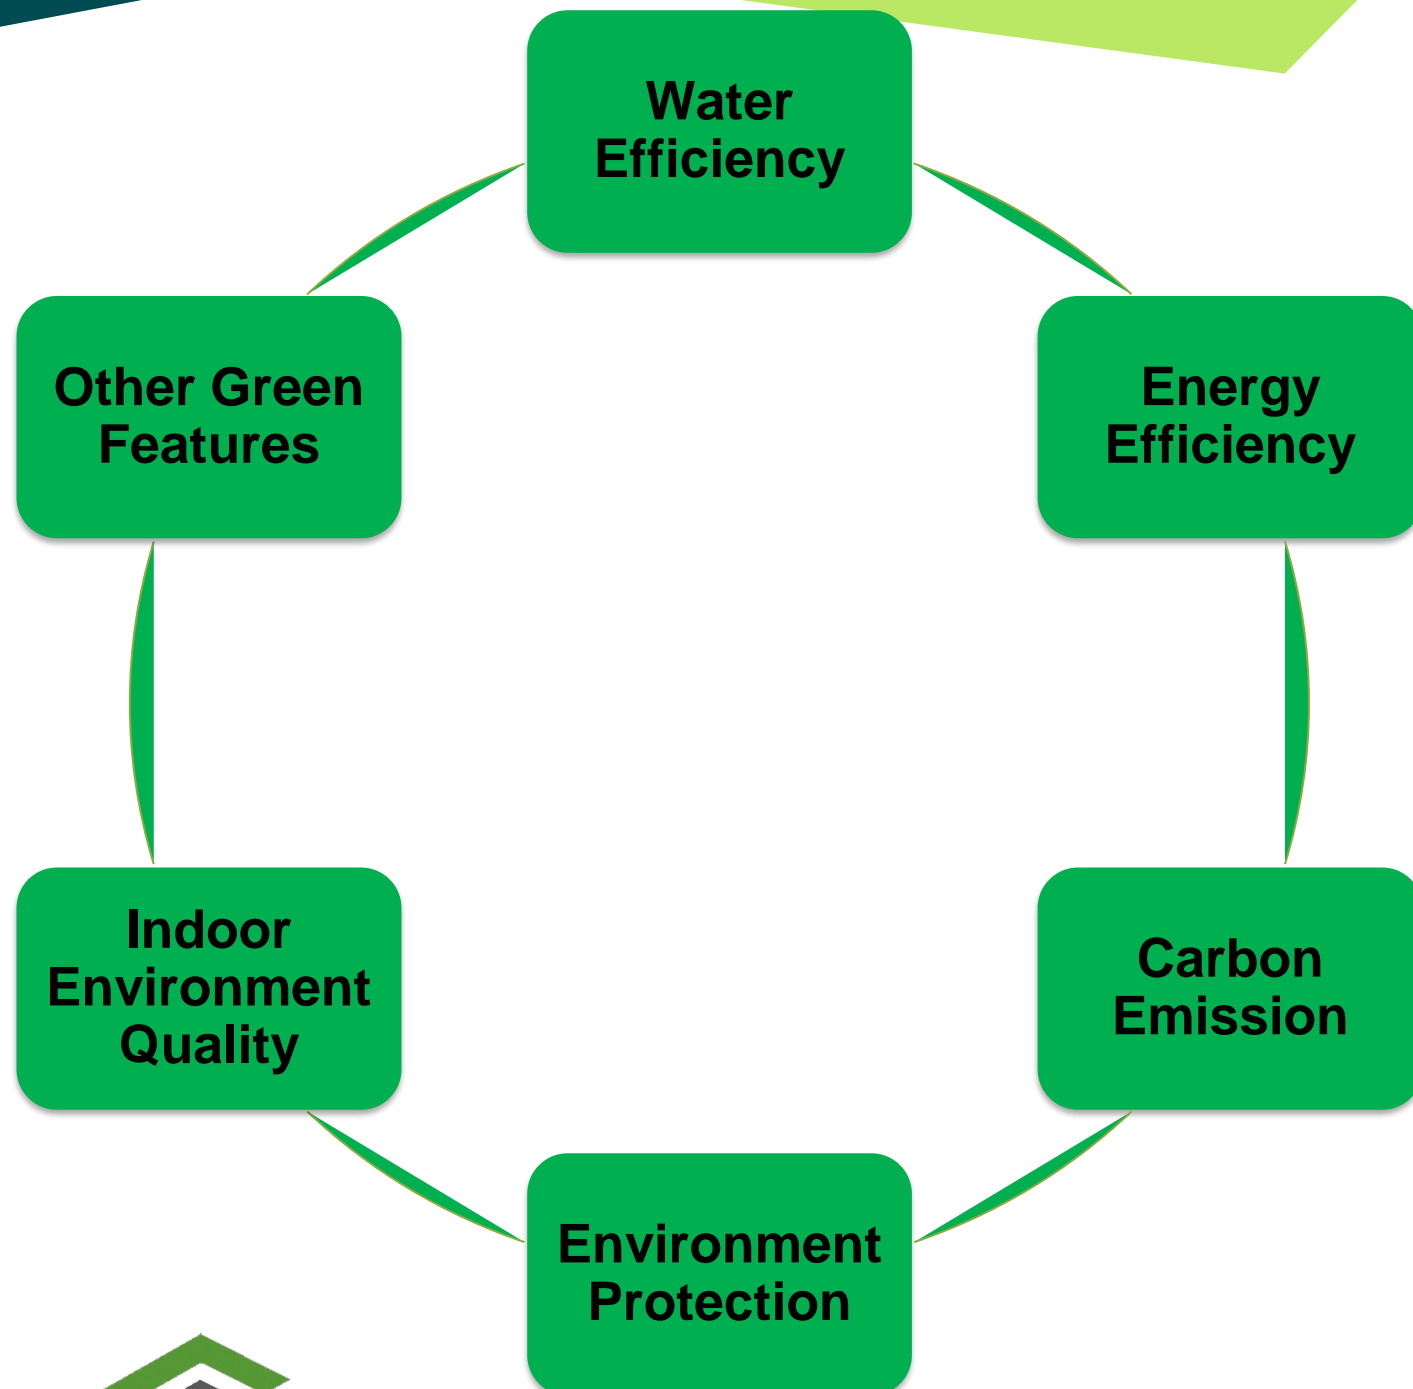 Water
Efficiency
Energy
Efficiency
Carbon
Emission
Environment
Protection
Indoor
Environment
Quality
Other Green
Features